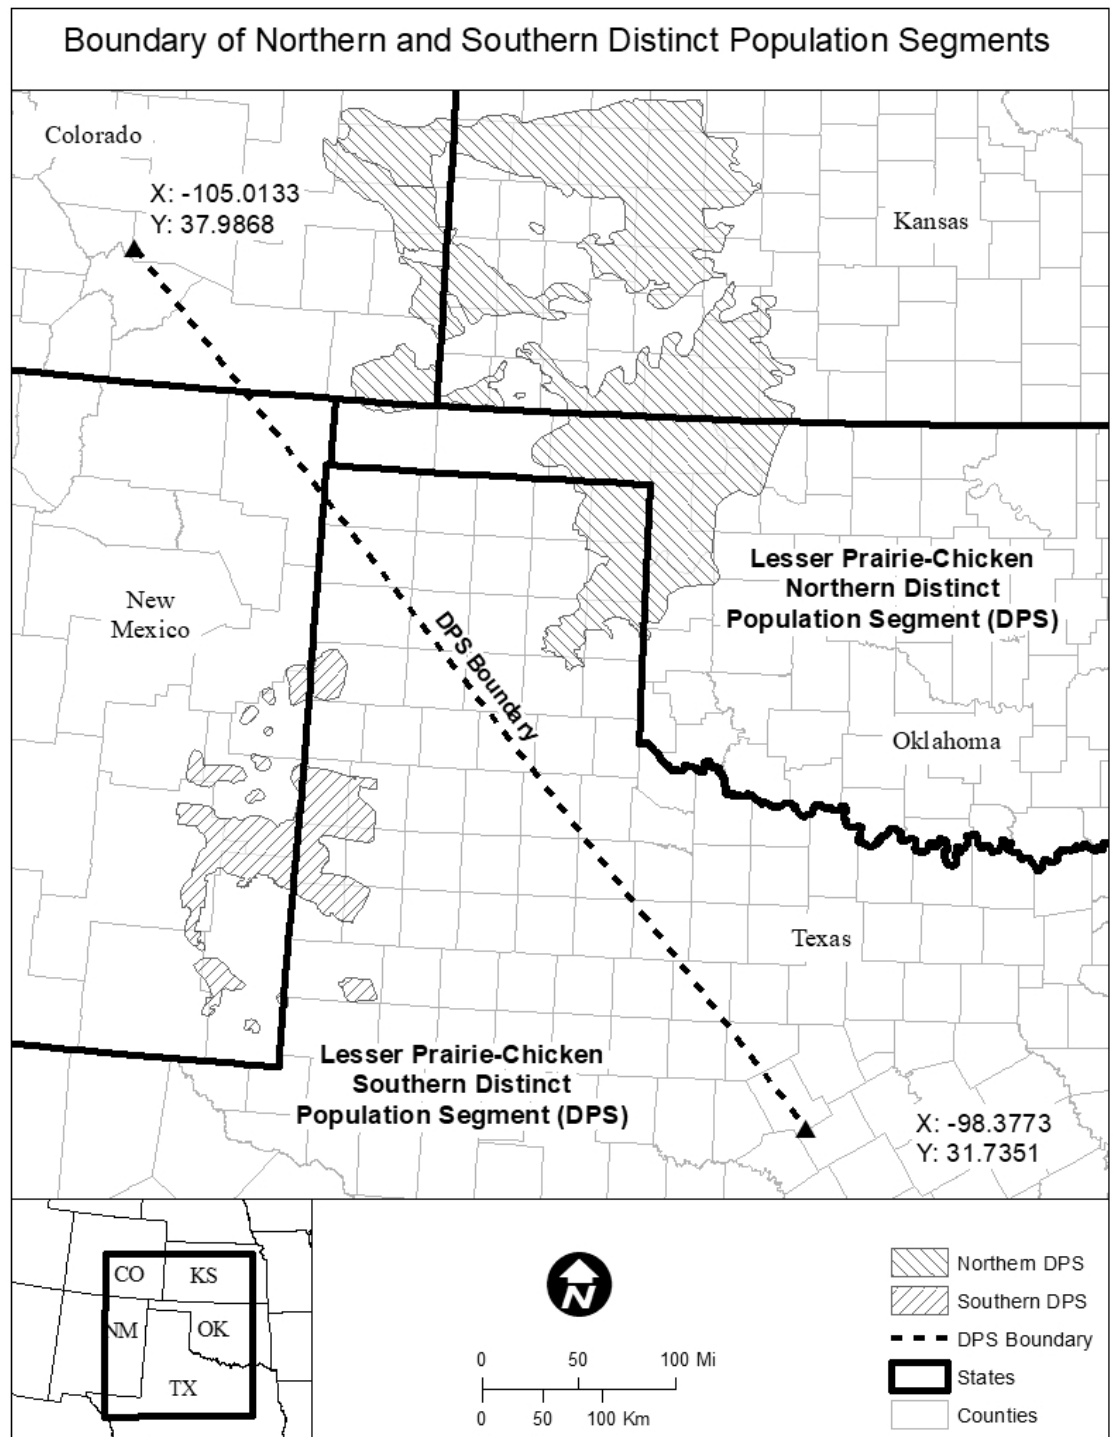 Boundary of Northern and Southern Distinct Population Segments
Colorado
X: -105.0133
Y: 37.9868
Kansas
New
Mexico
DPS Boundary
Lesser Prairie-Chicken
Northern Distinct
Population Segment (DPS)
Oklahoma
Texas
Lesser Prairie-Chicken
Southern Distinct
Population Segment (DPS)
X: -98.3773
Y: 31.7351
CO
KS
NM
OK
TX
N
0 50 100 Mi
0 50 100 Km
Northern DPS
Southern DPS
DPS Boundary
States
Counties